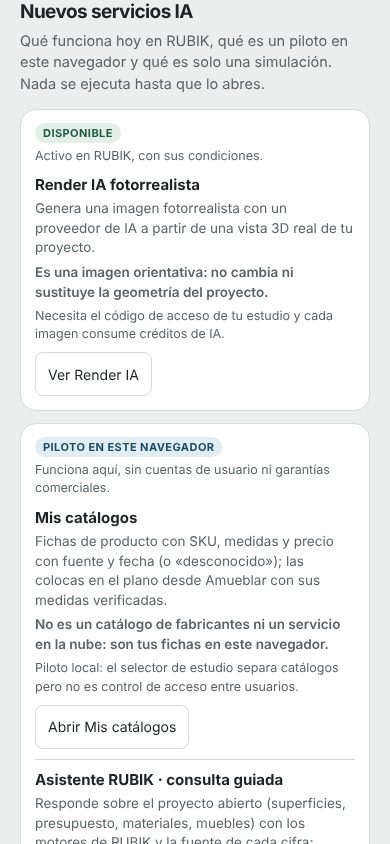 Nuevos servicios IA
Qué funciona hoy en RUBIK, qué es un piloto en
este navegador y qué es solo una simulación.
Nada se ejecuta hasta que lo abres.
DISPONIBLE
Activo en RUBIK, con sus condiciones.
Render IA fotorrealista
Genera una imagen fotorrealista con un
proveedor de IA a partir de una vista 3D real de tu
proyecto.
Es una imagen orientativa: no cambia ni
sustituye la geometría del proyecto.
Necesita el código de acceso de tu estudio y cada
imagen consume créditos de IA.
Ver Render IA
PILOTO EN ESTE NAVEGADOR
Funciona aquí, sin cuentas de usuario ni garantías
comerciales.
Mis catálogos
Fichas de producto con SKU, medidas y precio
con fuente y fecha (o «desconocido»); las
colocas en el plano desde Amueblar con sus
medidas verificadas.
No es un catálogo de fabricantes ni un servicio
en la nube: son tus fichas en este navegador.
Piloto local: el selector de estudio separa catálogos
pero no es control de acceso entre usuarios.
Abrir Mis catálogos
Asistente RUBIK · consulta guiada
Responde sobre el proyecto abierto (superficies,
presupuesto, materiales, muebles) con los
motores de RUBIK y la fuente de cada cifra;